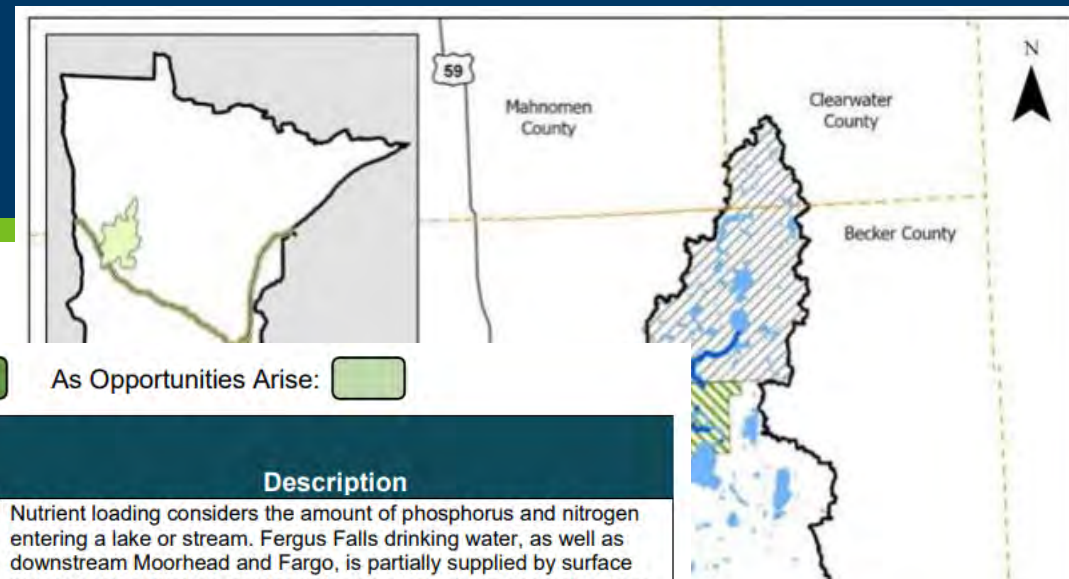 59
Mahnomen
County
Clearwater
County
N
Becker County
As Opportunities Arise:
Description
Nutrient loading considers the amount of phosphorus and nitrogen
entering a lake or stream. Fergus Falls drinking water, as well as
downstream Moorhead and Fargo, is partially supplied by surface